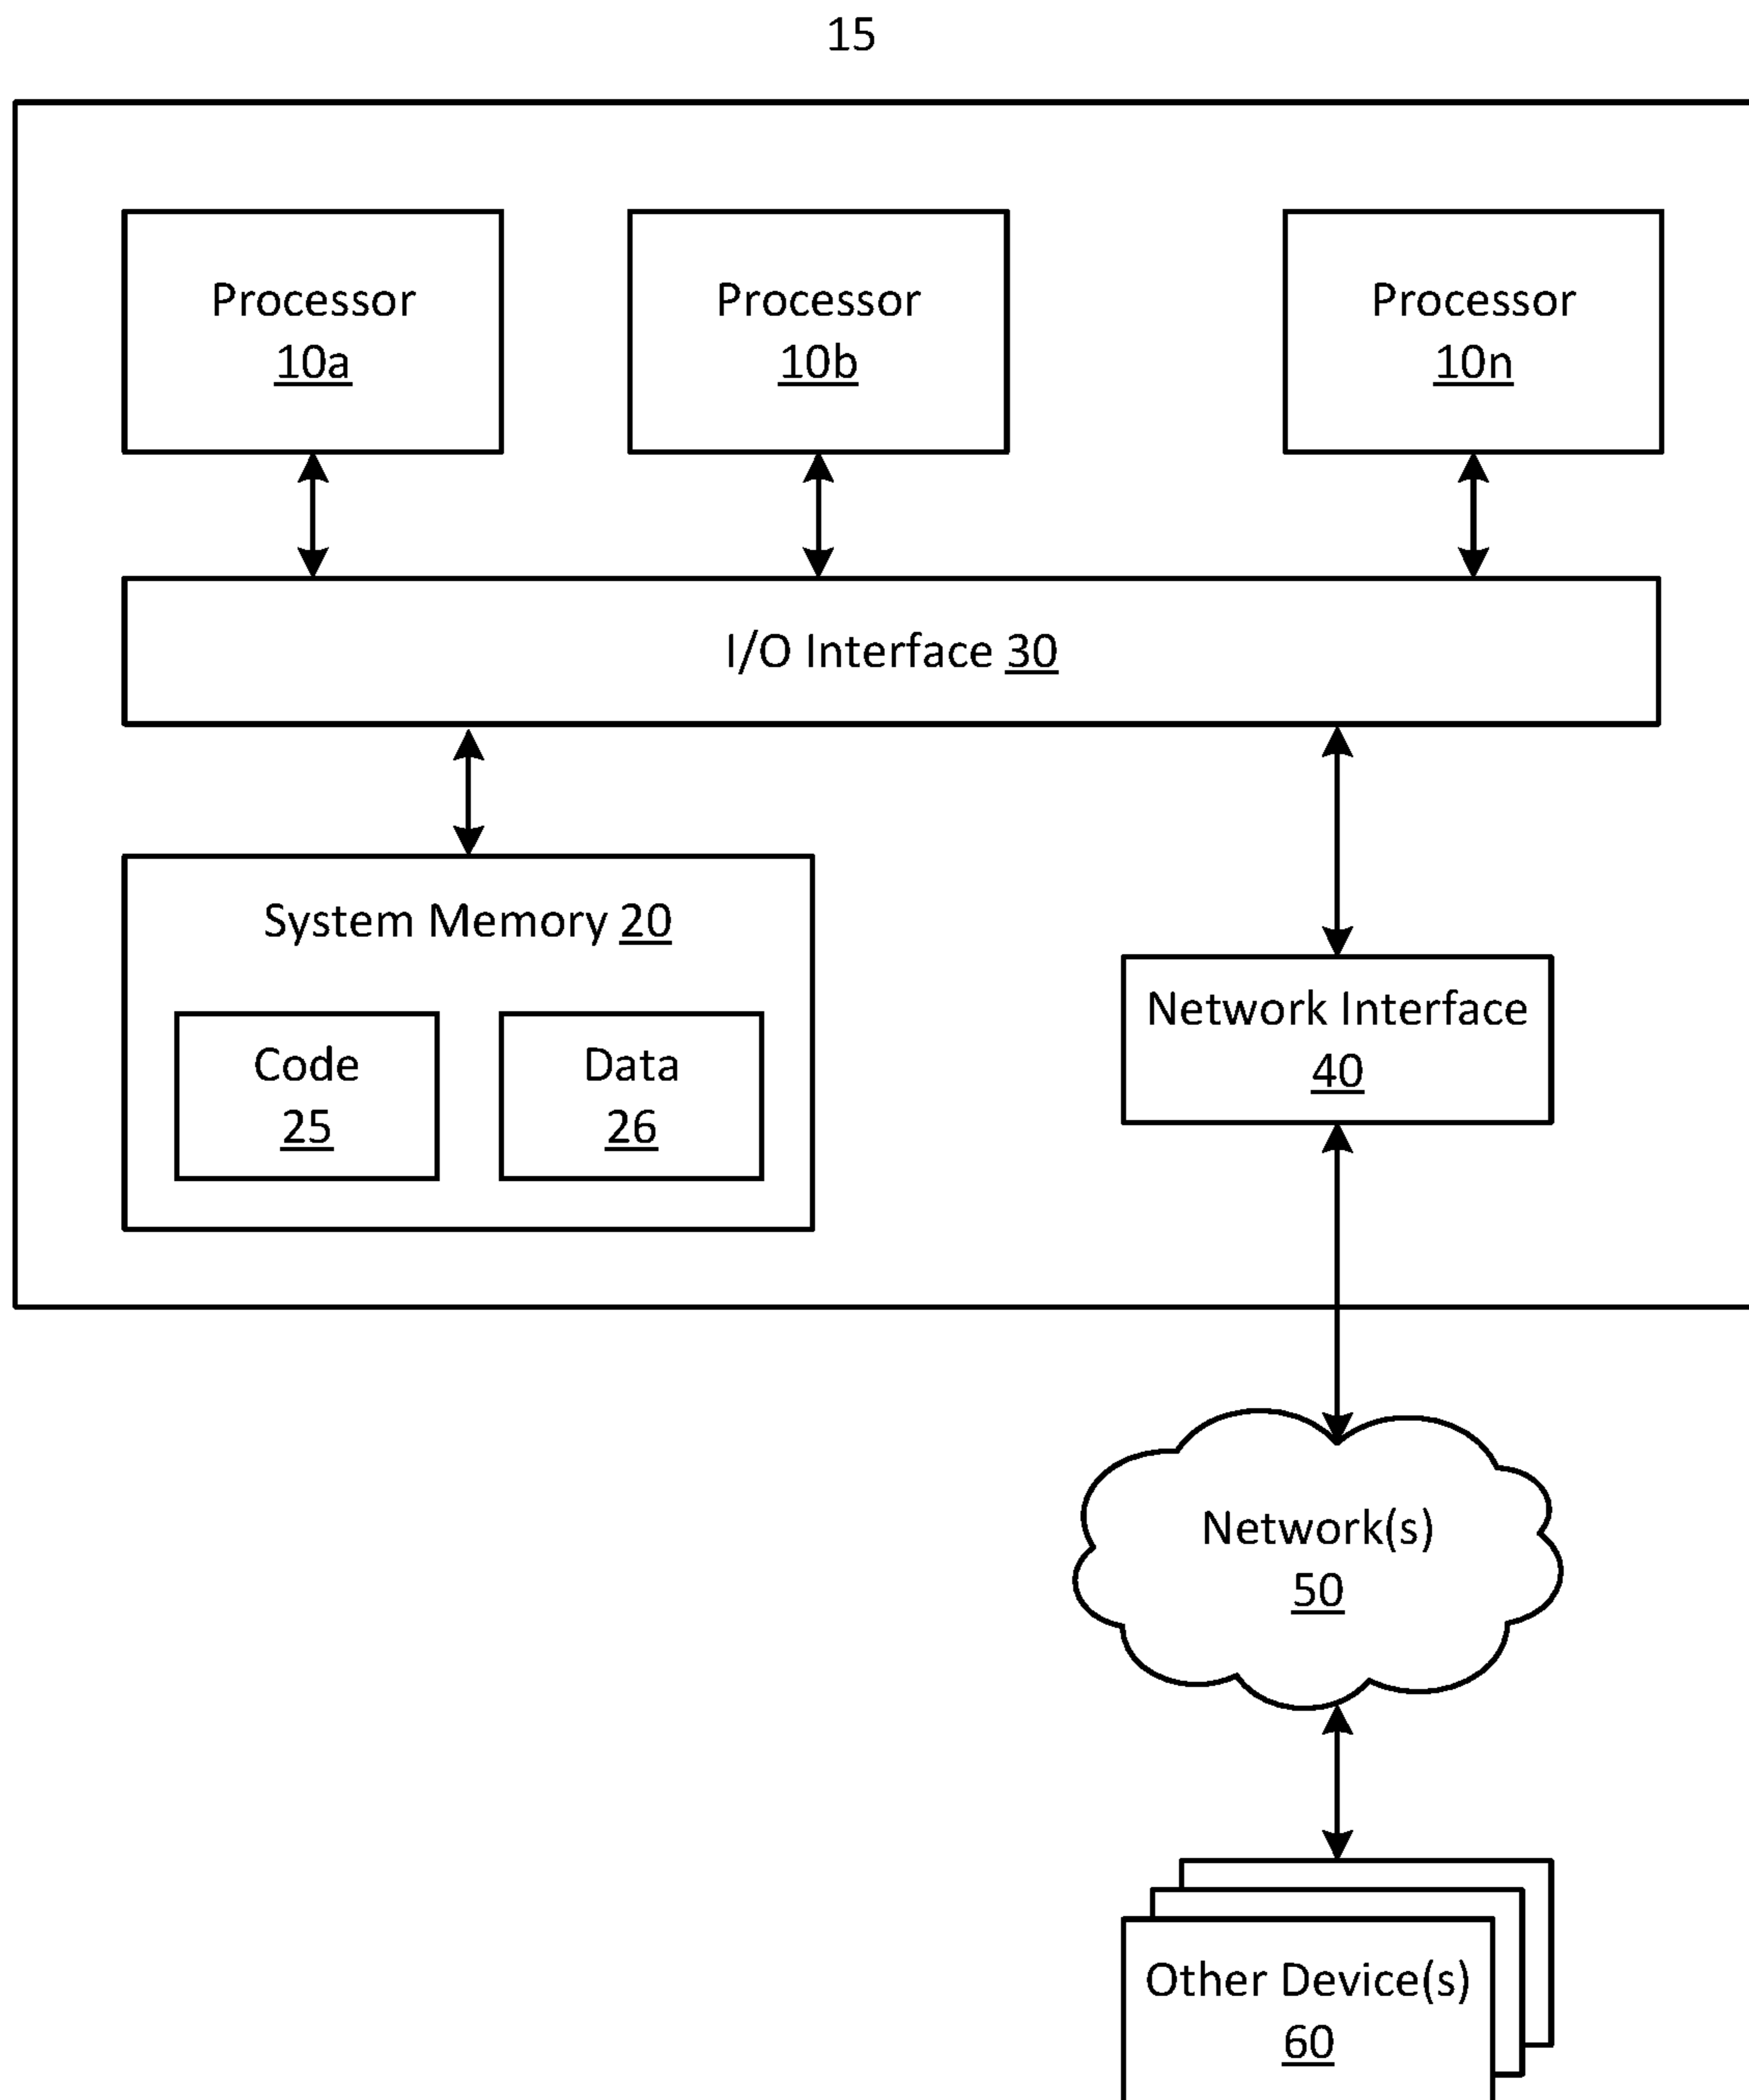 15
Processor
10a
Processor
10b
Processor
10n
I/O Interface 30
System Memory 20
Code
25
Data
26
Network Interface
40
Network(s)
50
Other Device(s)
60